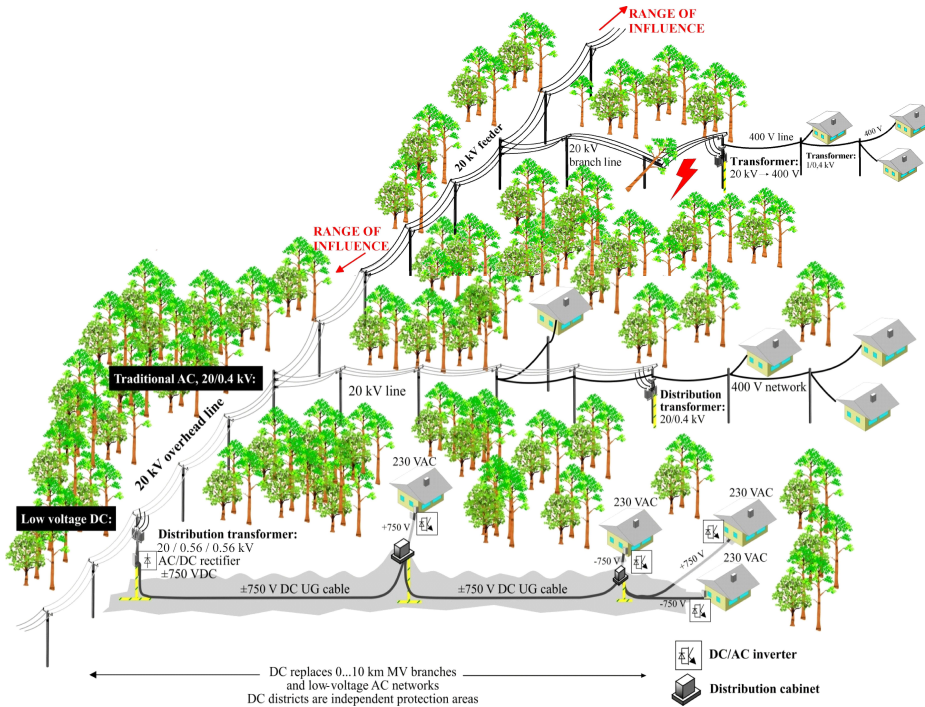 RANGE OF
INFLUENCE
20 kV feeder
20 kV
branch line
400 V line
400 V
Transformer:
20 kV → 400 V
Transformer:
1/0,4 kV
RANGE OF
INFLUENCE
Traditional AC, 20/0.4 kV:
20 kV line
400 V network
Distribution
transformer:
20/0.4 kV
20 kV overhead line
Low voltage DC:
230 VAC
230 VAC
230 VAC
230 VAC
Distribution transformer:
20 / 0.56 / 0.56 kV
AC/DC rectifier
±750 VDC
+750 V
-750 V
+750 V
-750 V
±750 V DC UG cable
±750 V DC UG cable
DC/AC inverter
Distribution cabinet
DC replaces 0...10 km MV branches
and low-voltage AC networks
DC districts are independent protection areas